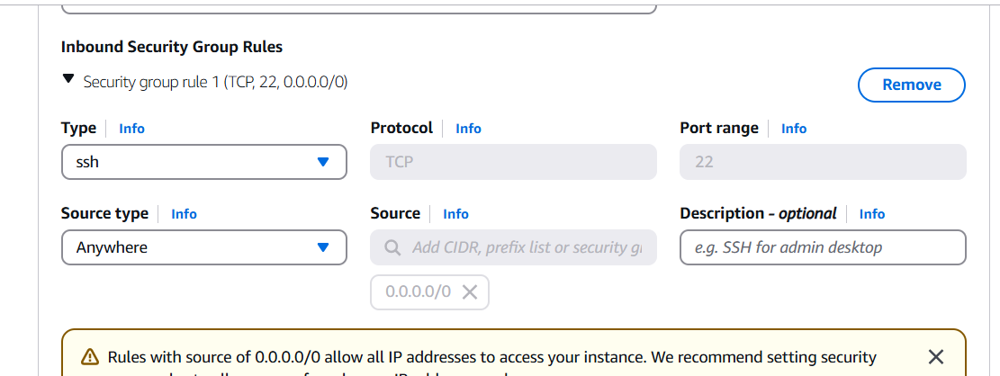 Inbound Security Group Rules
Security group rule 1 (TCP, 22, 0.0.0.0/0)
Remove
Type Info Protocol Info Port range Info
ssh TCP 22
Source type Info Source Info Description - optional Info
Anywhere Add CIDR, prefix list or security g e.g. SSH for admin desktop
0.0.0.0/0
Rules with source of 0.0.0.0/0 allow all IP addresses to access your instance. We recommend setting security